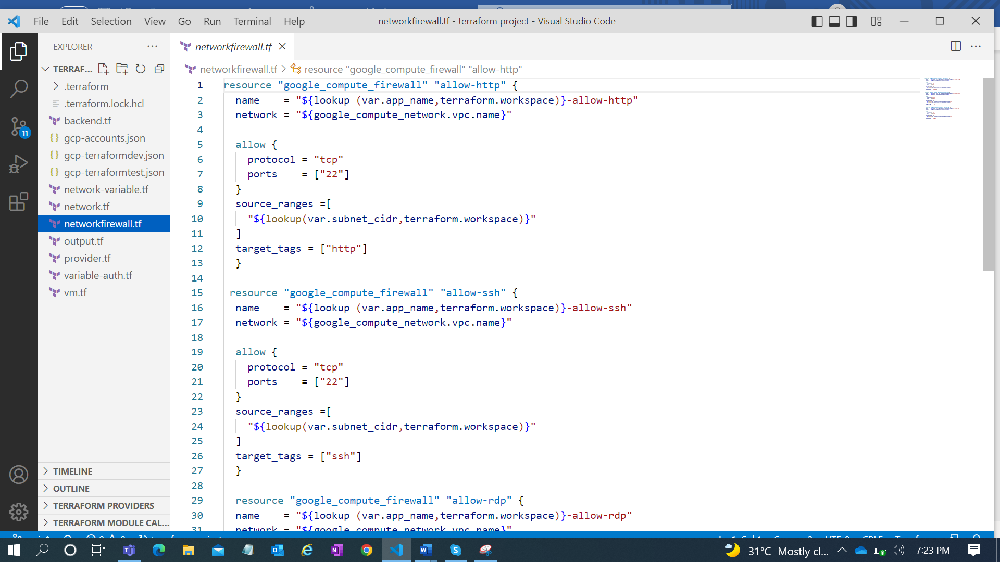 File Edit Selection View Go Run Terminal Help
networkfirewall.tf - terraform project - Visual Studio Code
EXPLORER
networkfirewall.tf
TERRAF...
networkfirewall.tf > resource "google_compute_firewall" "allow-http"
.terraform
.terraform.lock.hcl
backend.tf
gcp-accounts.json
gcp-terraformdev.json
gcp-terraformtest.json
network-variable.tf
network.tf
networkfirewall.tf
output.tf
provider.tf
variable-auth.tf
vm.tf
11
TIMELINE
OUTLINE
TERRAFORM PROVIDERS
TERRAFORM MODULE CAL...
1 resource "google_compute_firewall" "allow-http" {
2 name    = "${lookup (var.app_name,terraform.workspace)}-allow-http"
3 network = "${google_compute_network.vpc.name}"
4
5 allow {
6 protocol = "tcp"
7 ports    = ["22"]
8 }
9 source_ranges =[
10 "${lookup(var.subnet_cidr,terraform.workspace)}"
11 ]
12 target_tags = ["http"]
13 }
14
15 resource "google_compute_firewall" "allow-ssh" {
16 name    = "${lookup (var.app_name,terraform.workspace)}-allow-ssh"
17 network = "${google_compute_network.vpc.name}"
18
19 allow {
20 protocol = "tcp"
21 ports    = ["22"]
22 }
23 source_ranges =[
24 "${lookup(var.subnet_cidr,terraform.workspace)}"
25 ]
26 target_tags = ["ssh"]
27 }
28
29 resource "google_compute_firewall" "allow-rdp" {
30 name    = "${lookup (var.app_name,terraform.workspace)}-allow-rdp"
31 network = "${google_compute_network.vpc.name}"
31°C Mostly cl...
7:23 PM